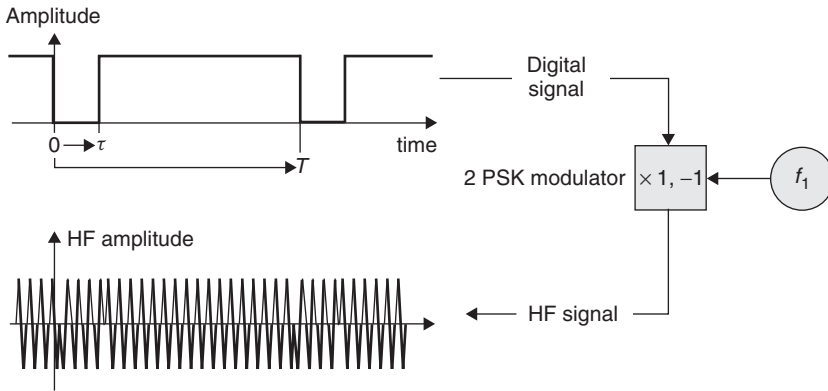 Amplitude
0 → τ
T
time
Digital
signal
2 PSK modulator
× 1, −1
f₁
HF amplitude
HF signal